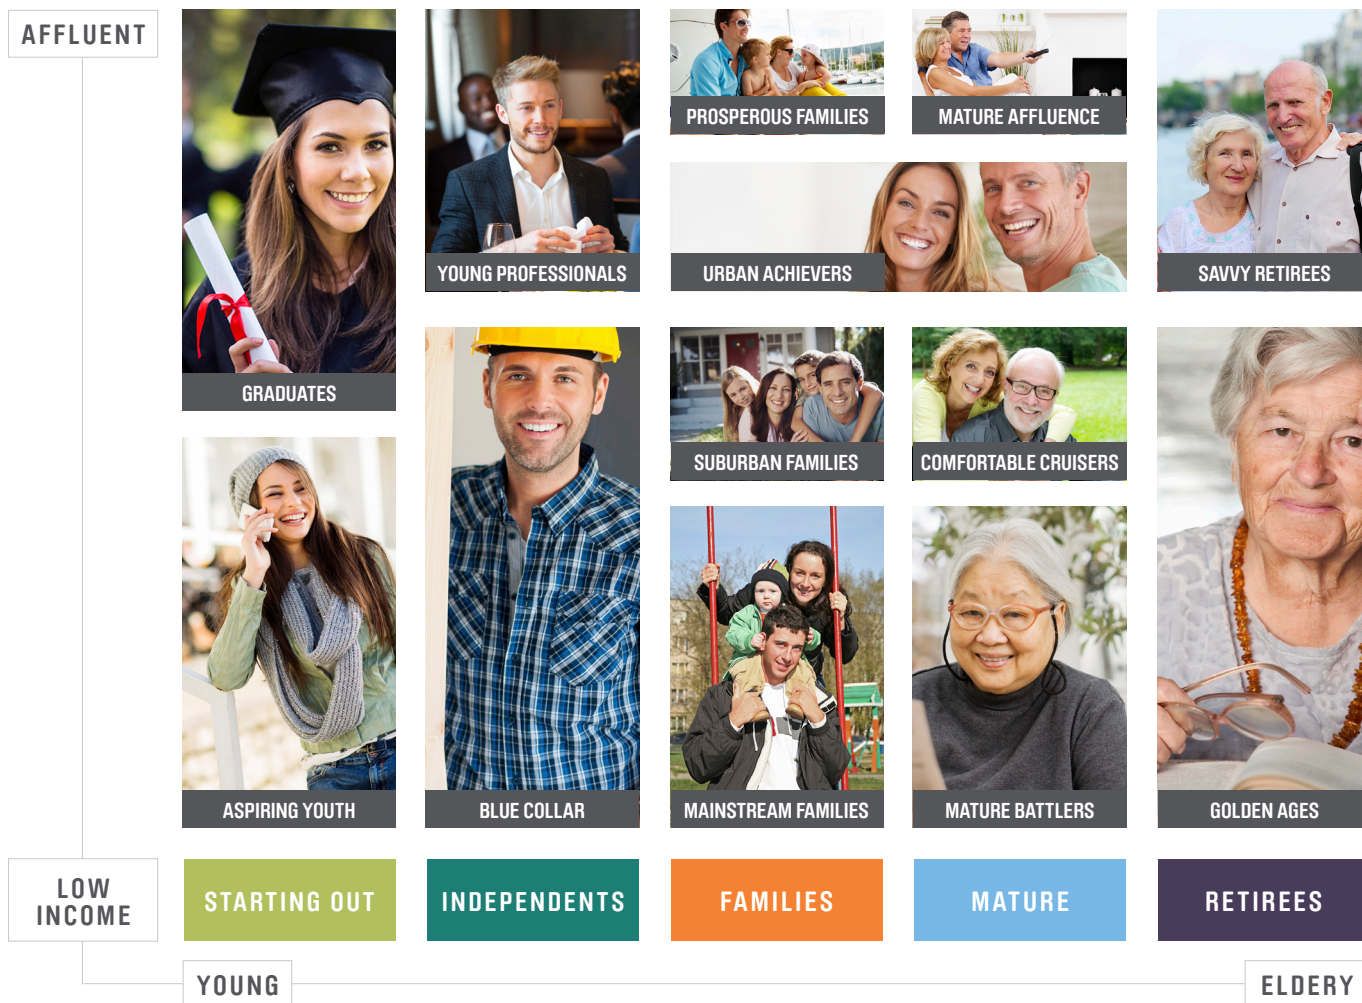 AFFLUENT
PROSPEROUS FAMILIES
MATURE AFFLUENCE
YOUNG PROFESSIONALS
URBAN ACHIEVERS
SAVVY RETIREES
GRADUATES
SUBURBAN FAMILIES
COMFORTABLE CRUISERS
ASPIRING YOUTH
BLUE COLLAR
MAINSTREAM FAMILIES
MATURE BATTLERS
GOLDEN AGES
LOW
INCOME
STARTING OUT
INDEPENDENTS
FAMILIES
MATURE
RETIREES
YOUNG
ELDERY